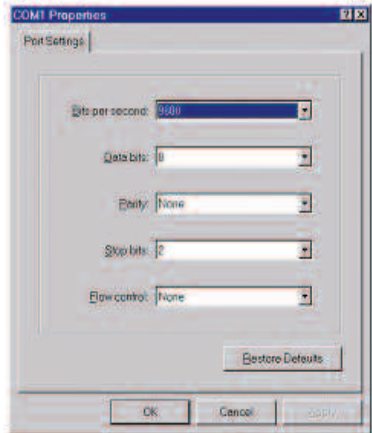 COM1 Properties
Port Settings
Bits per second: 9600
Data bits: 8
Parity: None
Stop bits: 2
Flow control: None
Restore Defaults
OK Cancel Apply